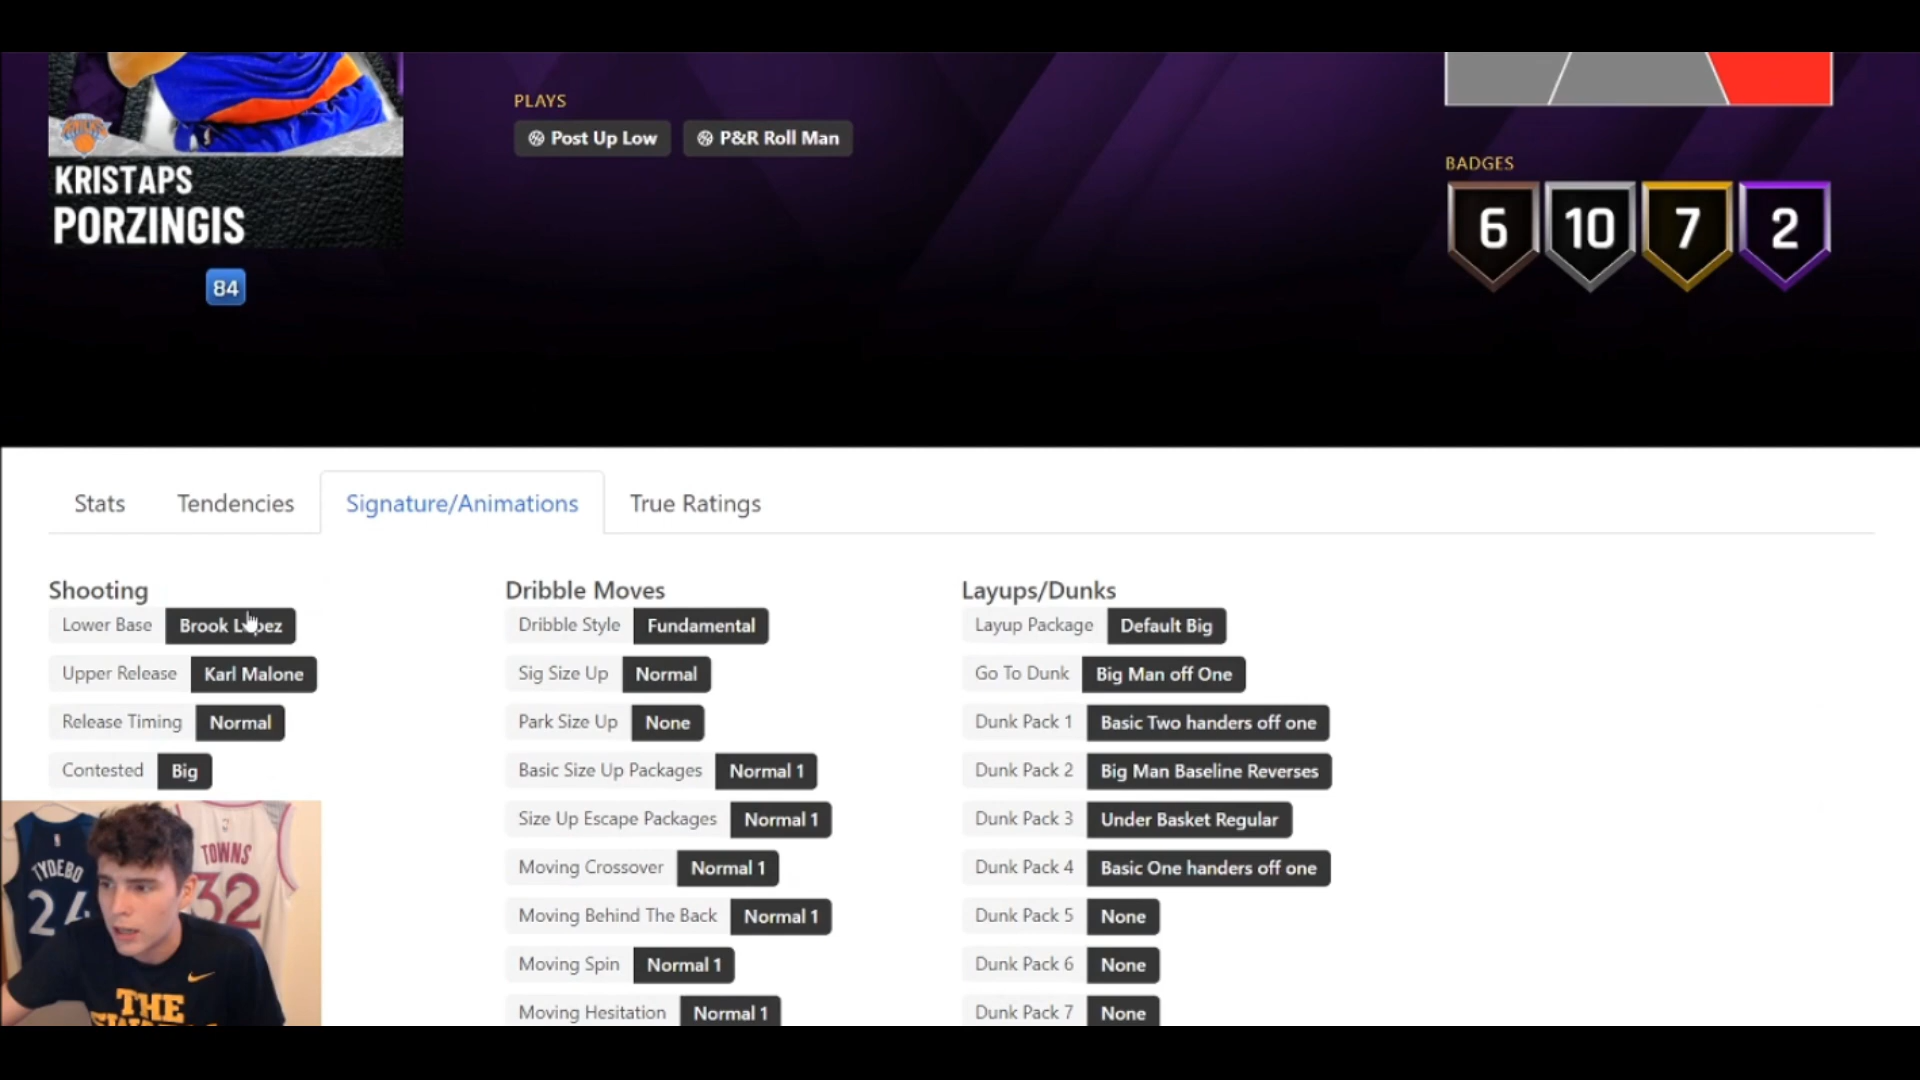 PLAYS
Post Up Low P&R Roll Man
KRISTAPS
PORZINGIS
84
BADGES
6 10 7 2
Stats Tendencies Signature/Animations True Ratings
Shooting
Lower Base Brook Lopez
Upper Release Karl Malone
Release Timing Normal
Contested Big
Dribble Moves
Dribble Style Fundamental
Sig Size Up Normal
Park Size Up None
Basic Size Up Packages Normal 1
Size Up Escape Packages Normal 1
Moving Crossover Normal 1
Moving Behind The Back Normal 1
Moving Spin Normal 1
Moving Hesitation Normal 1
Layups/Dunks
Layup Package Default Big
Go To Dunk Big Man off One
Dunk Pack 1 Basic Two handers off one
Dunk Pack 2 Big Man Baseline Reverses
Dunk Pack 3 Under Basket Regular
Dunk Pack 4 Basic One handers off one
Dunk Pack 5 None
Dunk Pack 6 None
Dunk Pack 7 None
TYDEBO
24
TOWNS
32
THE